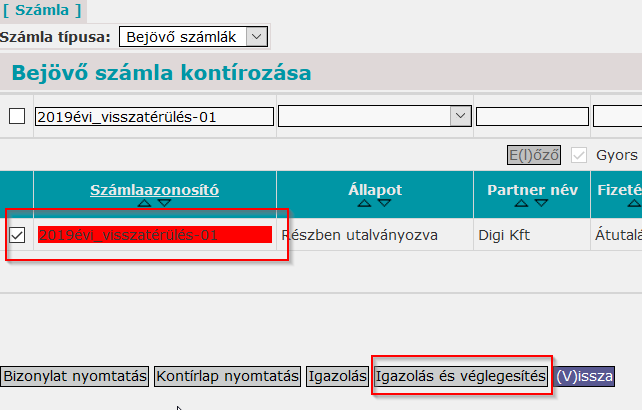 [ Számla ]
Számla típusa: Bejövő számlák
Bejövő számla kontírozása
2019évi_visszatérülés-01
E(l)őző Gyors
Számlaazonosító Állapot Partner név Fizeté
2019évi_visszatérülés-01 Részben utalványozva Digi Kft Átutalá
Bizonylat nyomtatás Kontírlap nyomtatás Igazolás Igazolás és véglegesítés (V)issza